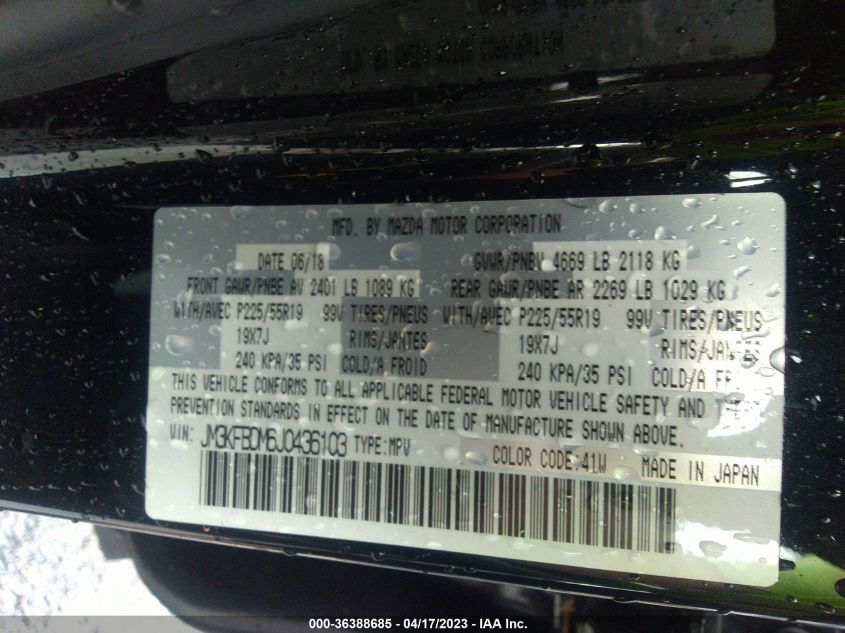 MFD. BY MAZDA MOTOR CORPORATION
DATE 06/18 GVWR/PNBV 4669 LB 2118 KG
FRONT GAWR/PNBE AV 2401 LB 1089 KG REAR GAWR/PNBE AR 2269 LB 1029 KG
WITH/AVEC P225/55R19 99V TIRES/PNEUS WITH/AVEC P225/55R19 99V TIRES/PNEUS
19X7J RIMS/JANTES 19X7J RIMS/JANTES
240 KPA/35 PSI COLD/A FROID 240 KPA/35 PSI COLD/A FR
THIS VEHICLE CONFORMS TO ALL APPLICABLE FEDERAL MOTOR VEHICLE SAFETY AND THEFT
PREVENTION STANDARDS IN EFFECT ON THE DATE OF MANUFACTURE SHOWN ABOVE.
VIN: JM3KFBDM6J0436103 TYPE:MPV COLOR CODE:41W MADE IN JAPAN
000-36388685 - 04/17/2023 - IAA Inc.